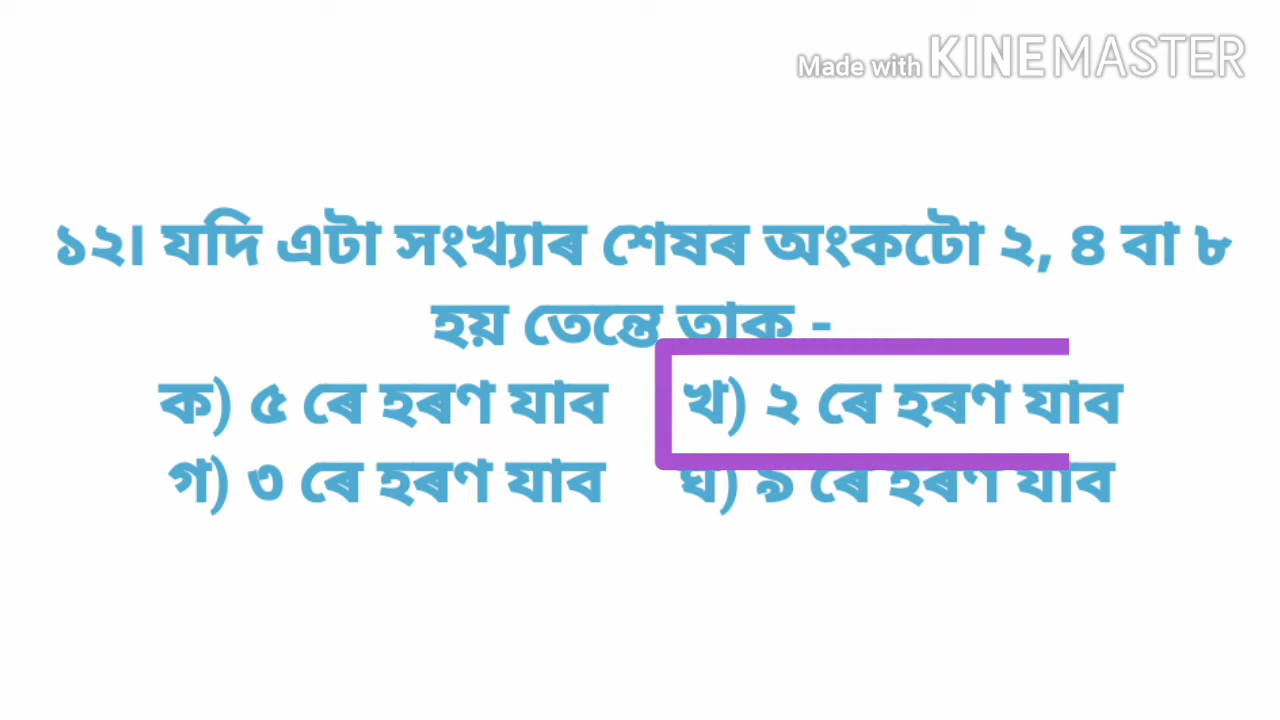 Made with KINEMASTER
১২। যদি এটা সংখ্যাৰ শেষৰ অংকটো ২, ৪ বা ৮
হয় তেন্তে তাক -
ক) ৫ ৰে হৰণ যাব খ) ২ ৰে হৰণ যাব
গ) ৩ ৰে হৰণ যাব ঘ) ৯ ৰে হৰণ যাব